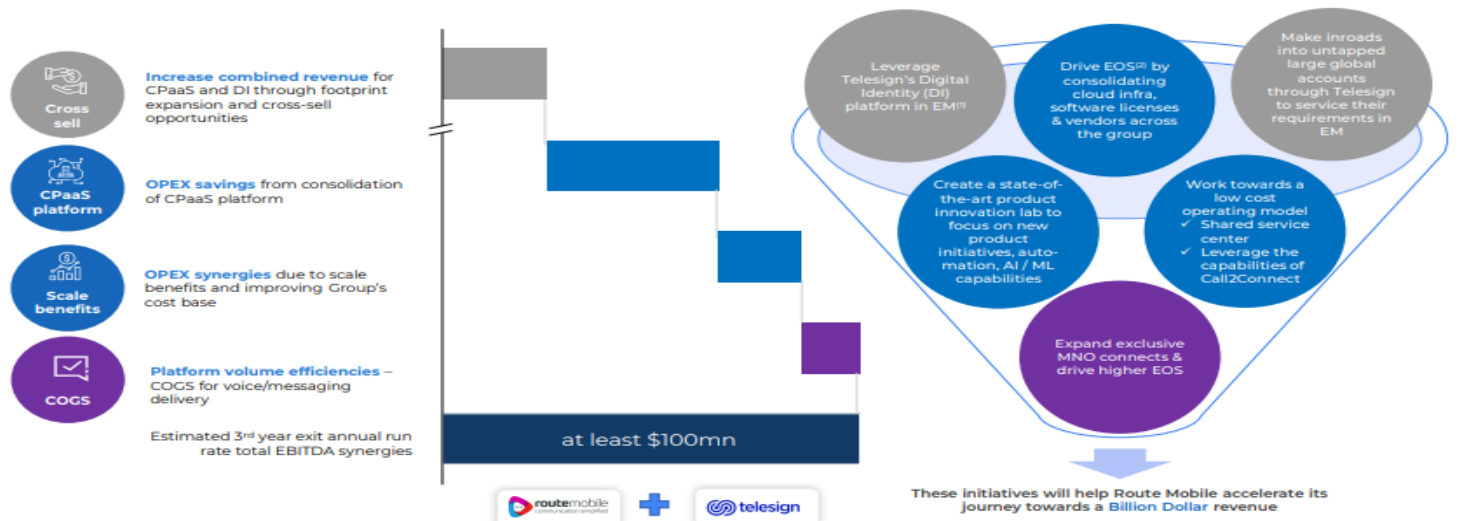 Cross
sell
Increase combined revenue for
CPaaS and DI through footprint
expansion and cross-sell
opportunities
CPaaS
platform
OPEX savings from consolidation
of CPaaS platform
Scale
benefits
OPEX synergies due to scale
benefits and improving Group's
cost base
COGS
Platform volume efficiencies –
COGS for voice/messaging
delivery
Estimated 3rd year exit annual run
rate total EBITDA synergies
at least $100mn
routemobile
communication simplified
telesign
Leverage
Telesign's Digital
Identity (DI)
platform in EM[1]
Drive EOS[2] by
consolidating
cloud infra,
software licenses
& vendors across
the group
Make inroads
into untapped
large global
accounts
through Telesign
to service their
requirements in
EM
Create a state-of-
the-art product
innovation lab to
focus on new
product
initiatives, auto-
mation, AI / ML
capabilities
Work towards a
low cost
operating model
✓ Shared service
center
✓ Leverage the
capabilities of
Call2Connect
Expand exclusive
MNO connects &
drive higher EOS
These initiatives will help Route Mobile accelerate its
journey towards a Billion Dollar revenue